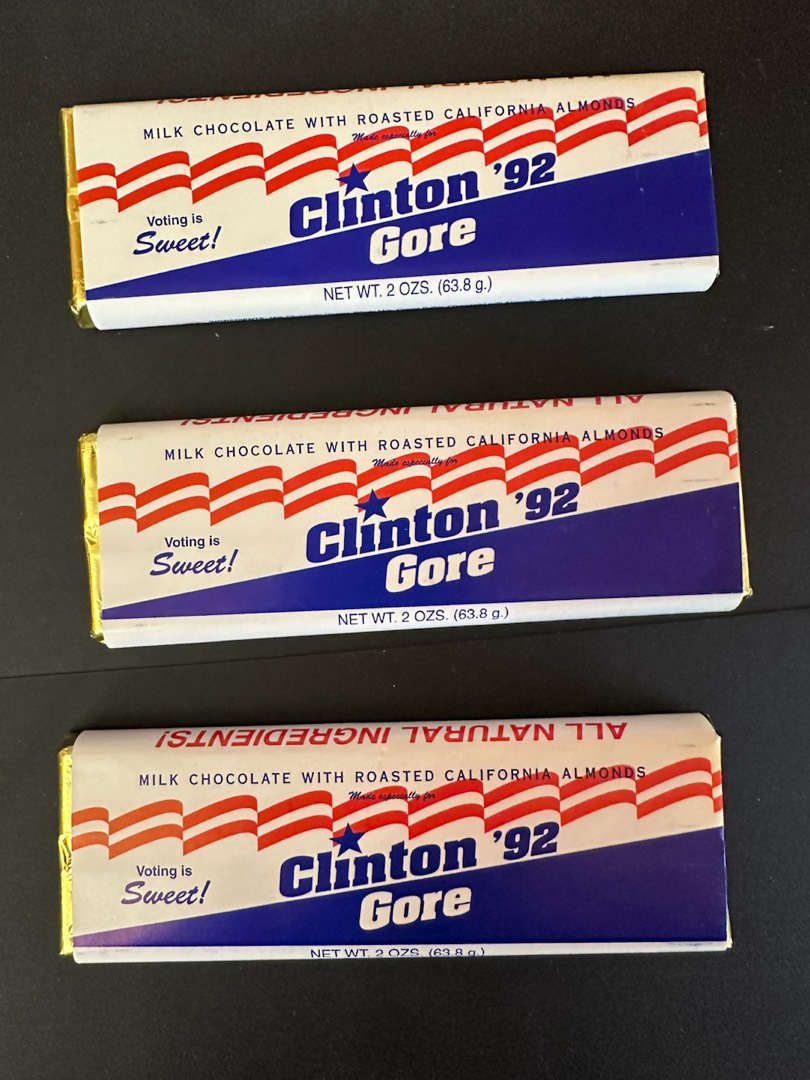 ALL NATURAL INGREDIENTS!
MILK CHOCOLATE WITH ROASTED CALIFORNIA ALMONDS
Made especially for
Clinton '92
Gore
Voting is
Sweet!
NET WT. 2 OZS. (63.8 g.)
ALL NATURAL INGREDIENTS!
MILK CHOCOLATE WITH ROASTED CALIFORNIA ALMONDS
Made especially for
Clinton '92
Gore
Voting is
Sweet!
NET WT. 2 OZS. (63.8 g.)
ALL NATURAL INGREDIENTS!
MILK CHOCOLATE WITH ROASTED CALIFORNIA ALMONDS
Made especially for
Clinton '92
Gore
Voting is
Sweet!
NET WT. 2 OZS. (63.8 g.)